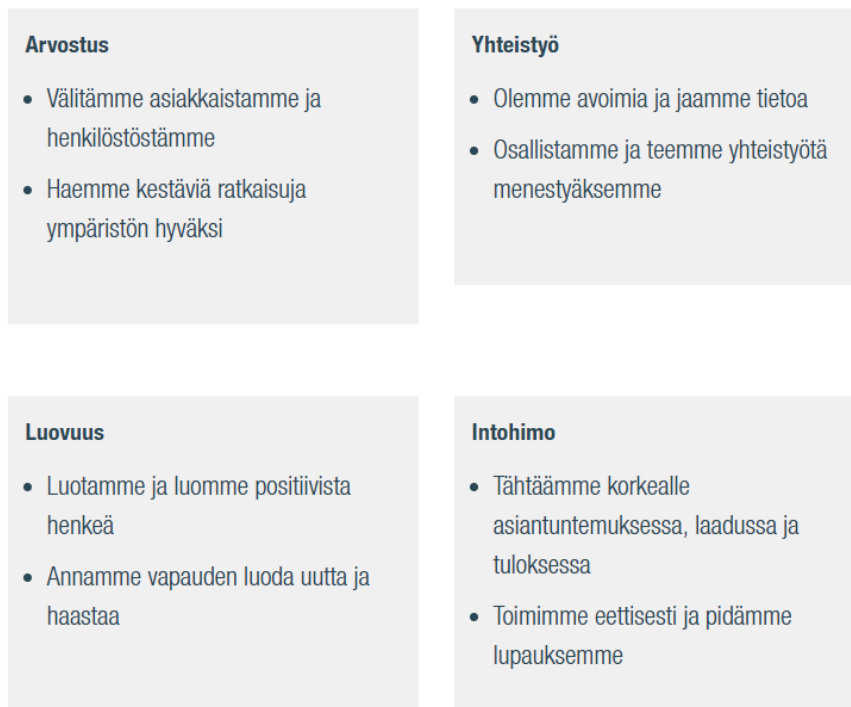 Arvostus
• Välitämme asiakkaistamme ja
henkilöstöstämme
• Haemme kestäviä ratkaisuja
ympäristön hyväksi
Yhteistyö
• Olemme avoimia ja jaamme tietoa
• Osallistamme ja teemme yhteistyötä
menestyäksemme
Luovuus
• Luotamme ja luomme positiivista
henkeä
• Annamme vapauden luoda uutta ja
haastaa
Intohimo
• Tähtäämme korkealle
asiantuntemuksessa, laadussa ja
tuloksessa
• Toimimme eettisesti ja pidämme
lupauksemme